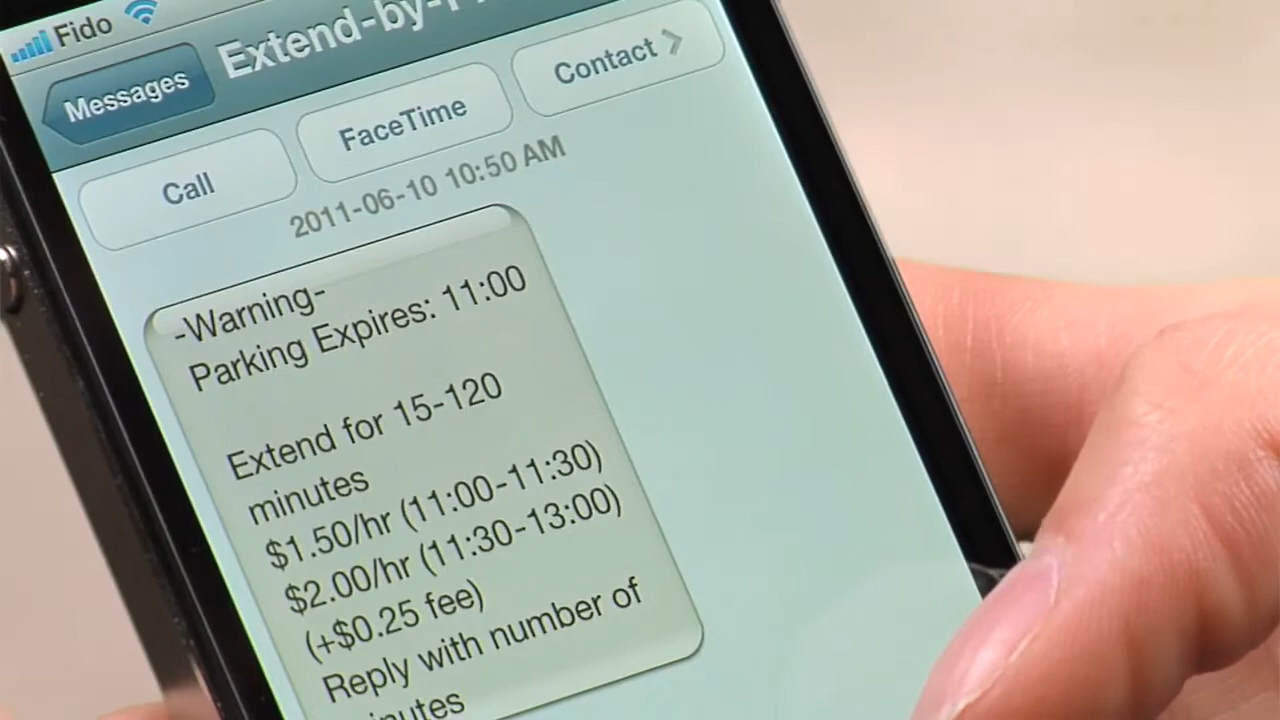 Fido
Extend-by-
Messages
Call
FaceTime
Contact
2011-06-10 10:50 AM
-Warning-
Parking Expires: 11:00
Extend for 15-120
minutes
$1.50/hr (11:00-11:30)
$2.00/hr (11:30-13:00)
(+$0.25 fee)
Reply with number of
minutes